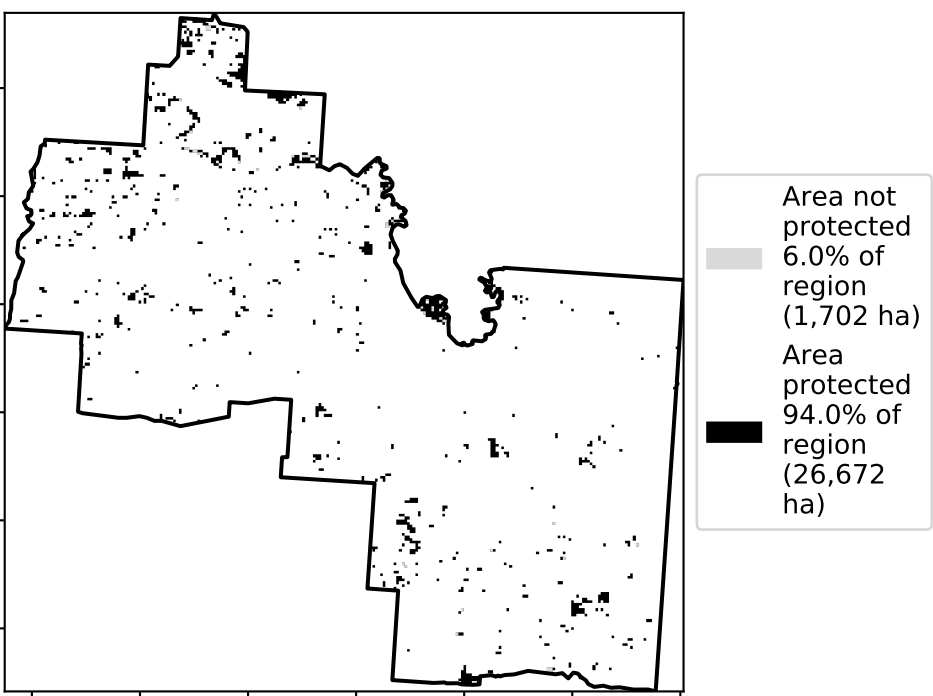 Area not
protected
6.0% of
region
(1,702 ha)
Area
protected
94.0% of
region
(26,672
ha)